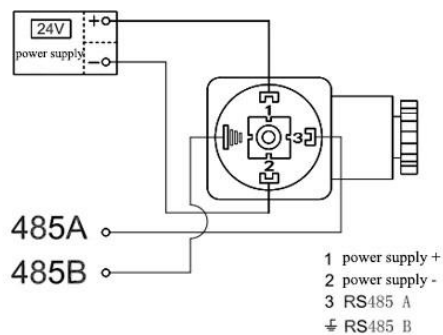 24V
+
power supply
−
1
3
2
485A
485B
1 power supply +
2 power supply -
3 RS485 A
⏚ RS485 B